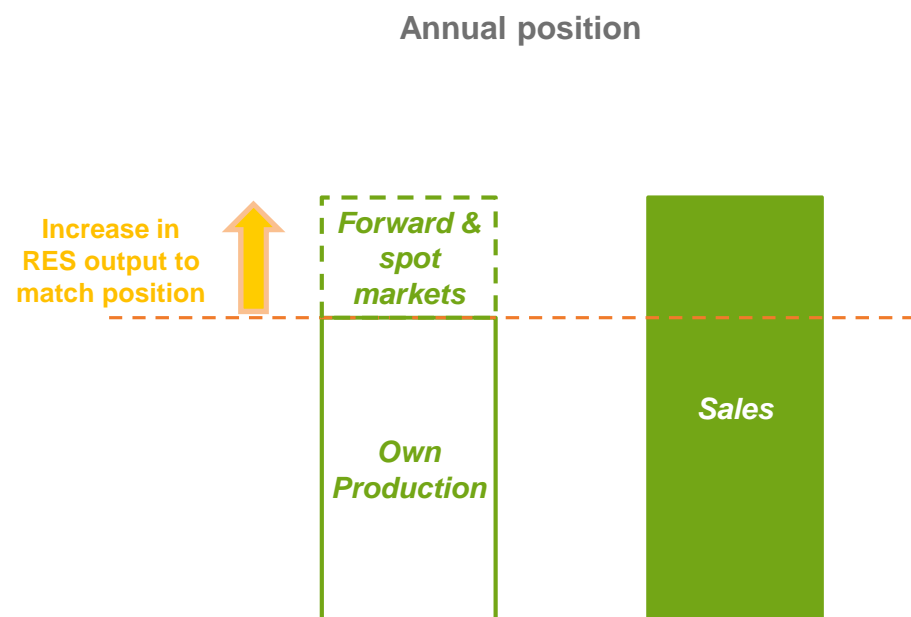 Annual position
Increase in
RES output to
match position
Forward &
spot
markets
Own
Production
Sales